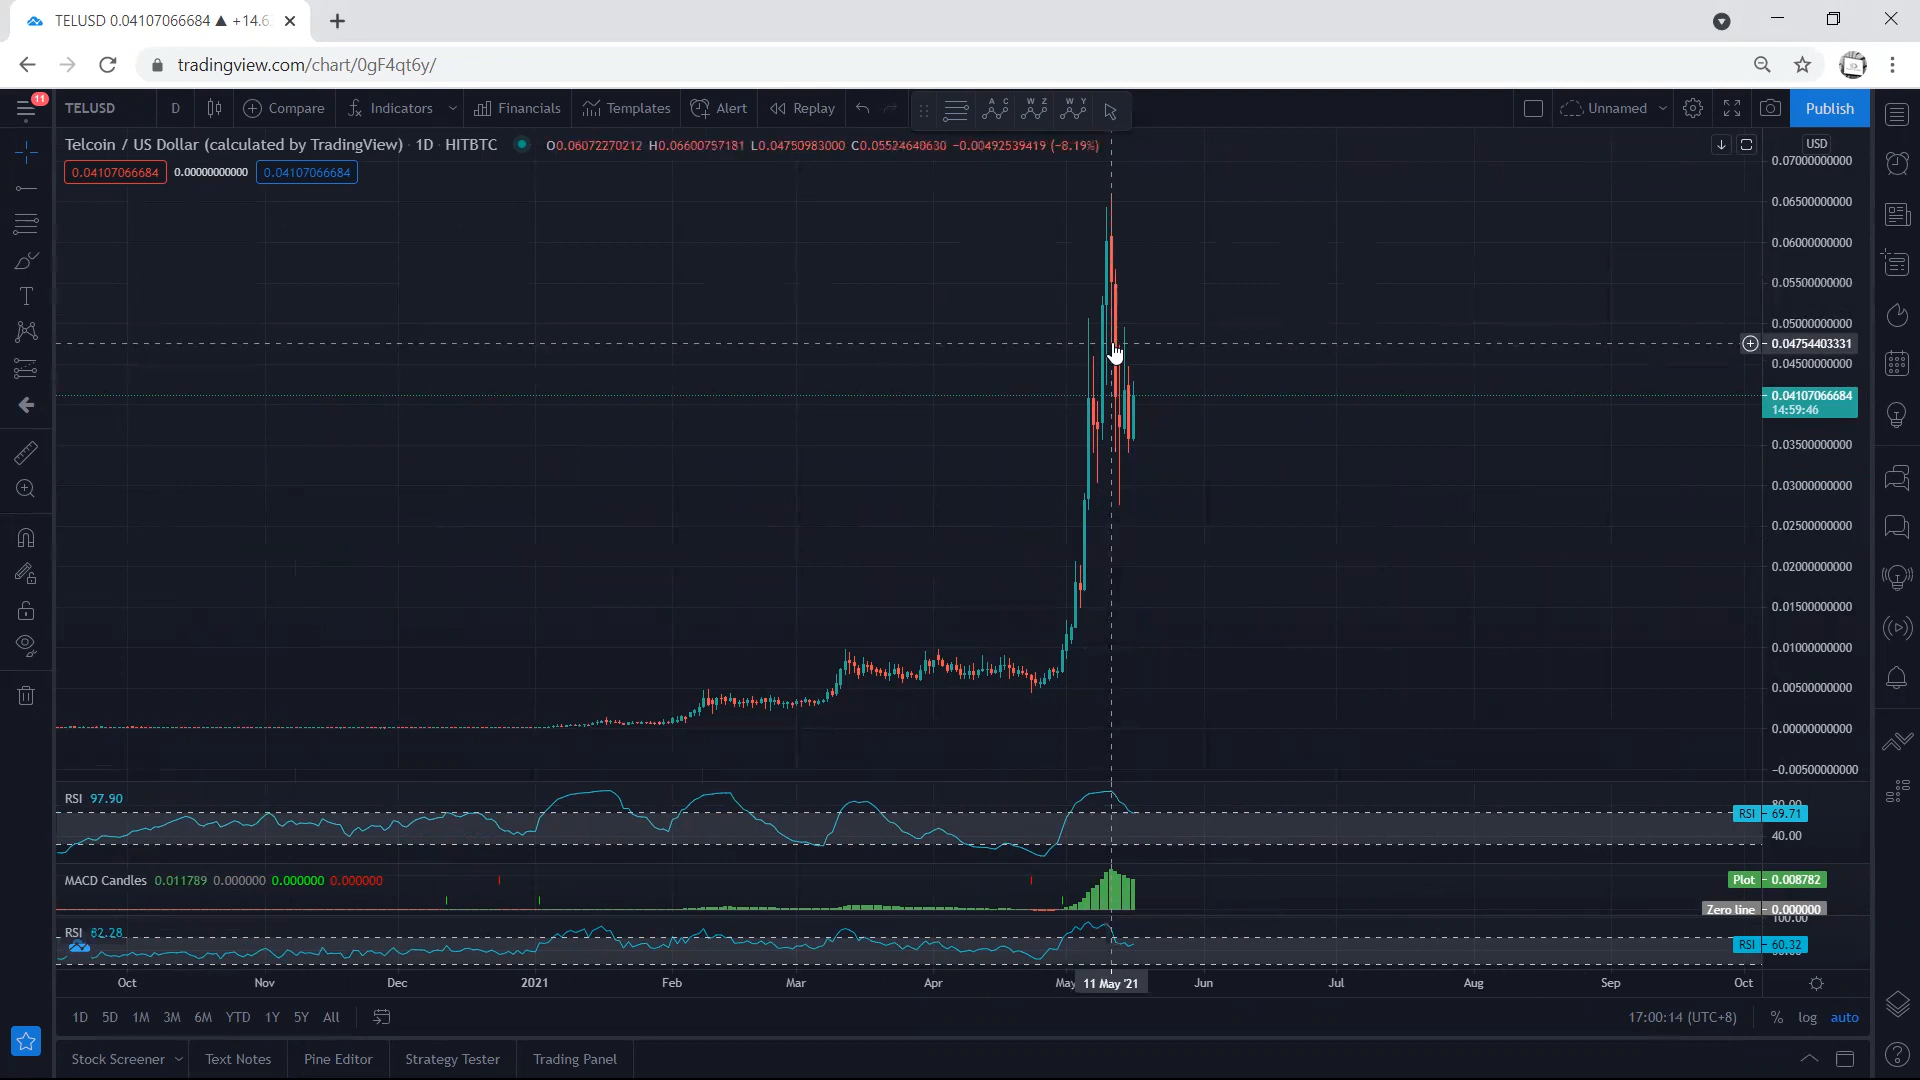 TELUSD 0.04107066684 ▲ +14.6
tradingview.com/chart/0gF4qt6y/
11
TELUSD D Compare Indicators Financials Templates Alert Replay A C W Z W Y Unnamed Publish
Telcoin / US Dollar (calculated by TradingView) 1D HITBTC O0.06072270212 H0.06600757181 L0.04750983000 C0.05524640630 −0.00492539419 (−8.19%)
0.04107066684 0.00000000000 0.04107066684
USD
0.07000000000
0.06500000000
0.06000000000
0.05500000000
0.05000000000
0.04754403331
0.04500000000
0.04107066684
14:59:46
0.03500000000
0.03000000000
0.02500000000
0.02000000000
0.01500000000
0.01000000000
0.00500000000
0.00000000000
−0.00500000000
RSI 97.90
80.00
RSI 69.71
40.00
MACD Candles 0.011789 0.000000 0.000000 0.000000
Plot 0.008782
Zero line 0.000000
100.00
RSI 82.28
RSI 60.32
Oct Nov Dec 2021 Feb Mar Apr May 11 May '21 Jun Jul Aug Sep Oct
1D 5D 1M 3M 6M YTD 1Y 5Y All 17:00:14 (UTC+8) % log auto
Stock Screener Text Notes Pine Editor Strategy Tester Trading Panel